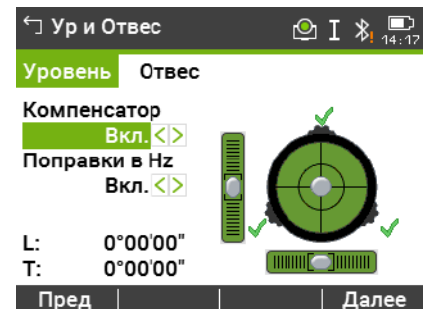 Ур и Отвес
I
14:17
Уровень Отвес
Компенсатор
Вкл.
Поправки в Hz
Вкл.
L: 0°00'00"
T: 0°00'00"
Пред Далее